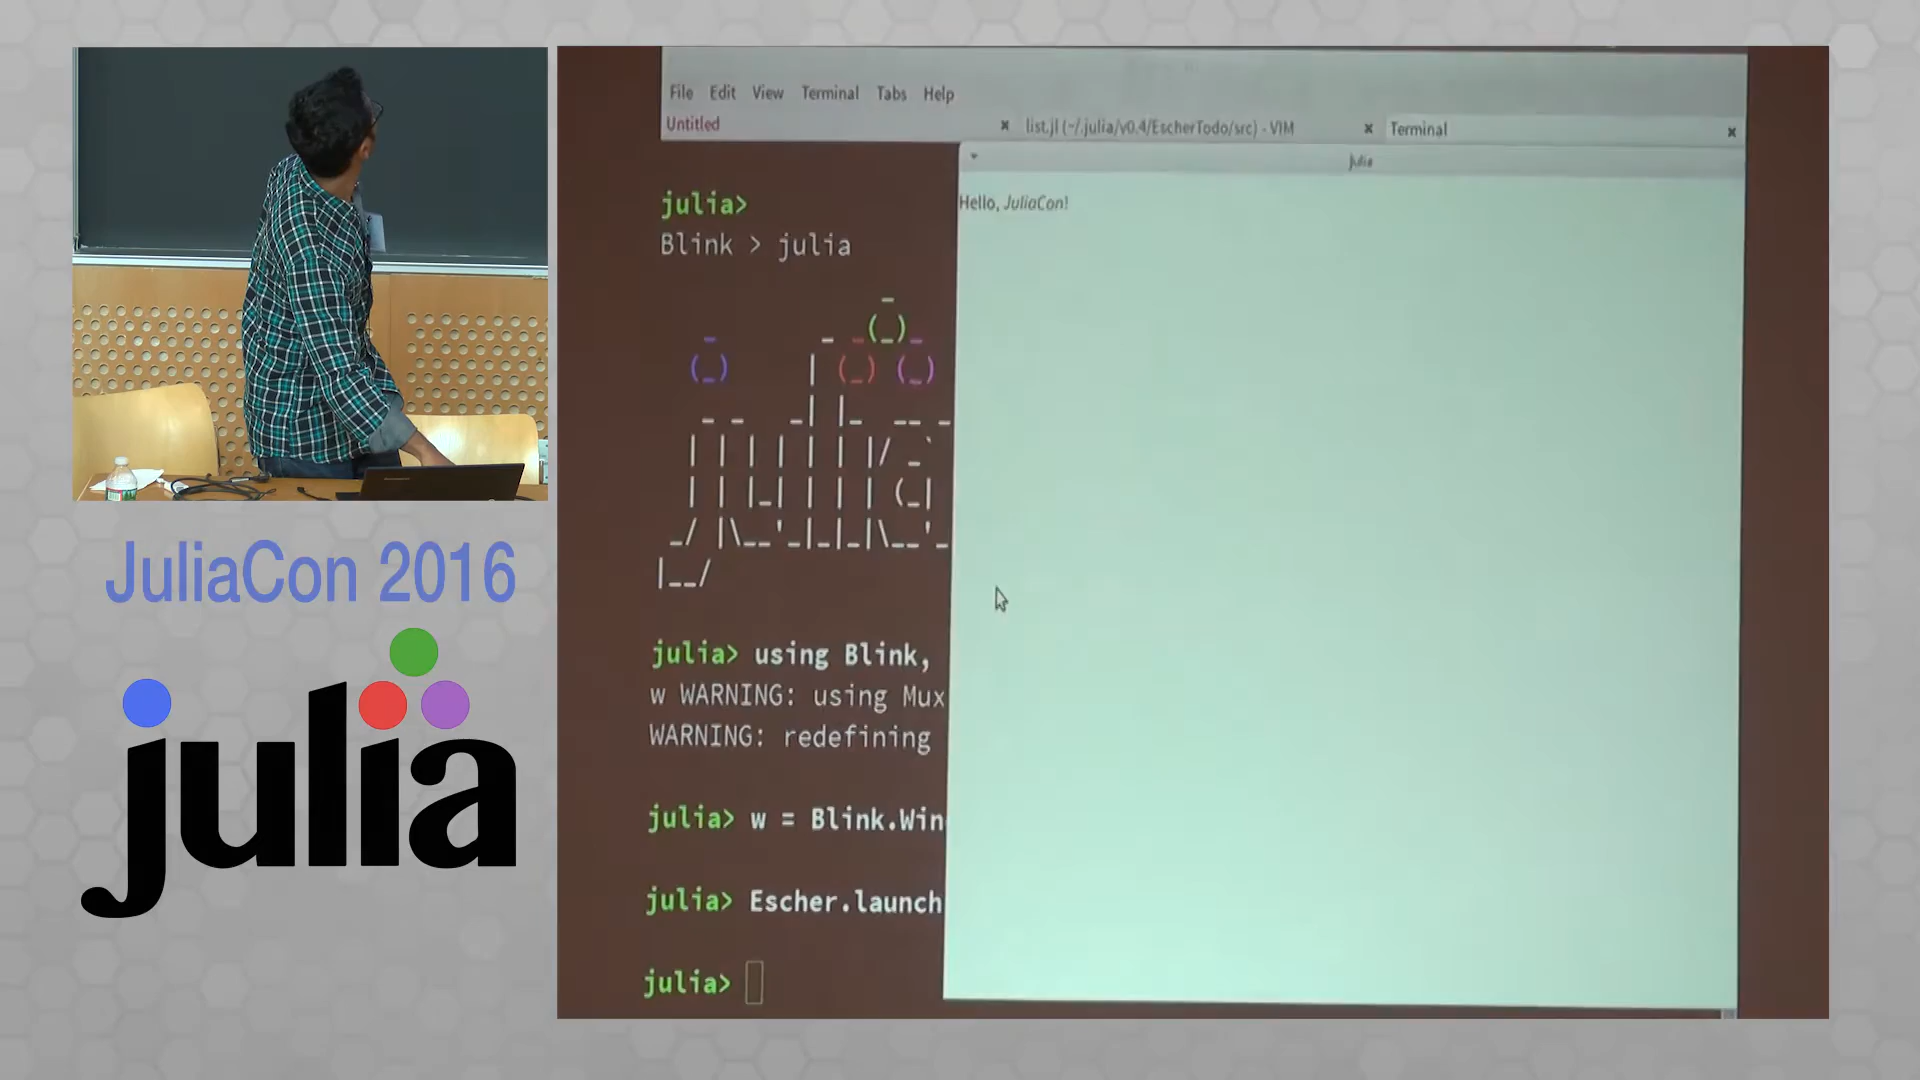 File Edit View Terminal Tabs Help
Untitled
list.jl (~/.julia/v0.4/EscherTodo/src) - VIM
Terminal
Julia
Hello, JuliaCon!
julia>
Blink > julia
julia> using Blink,
w WARNING: using Mux
WARNING: redefining
julia> w = Blink.Win
julia> Escher.launch
julia>
JuliaCon 2016
julia